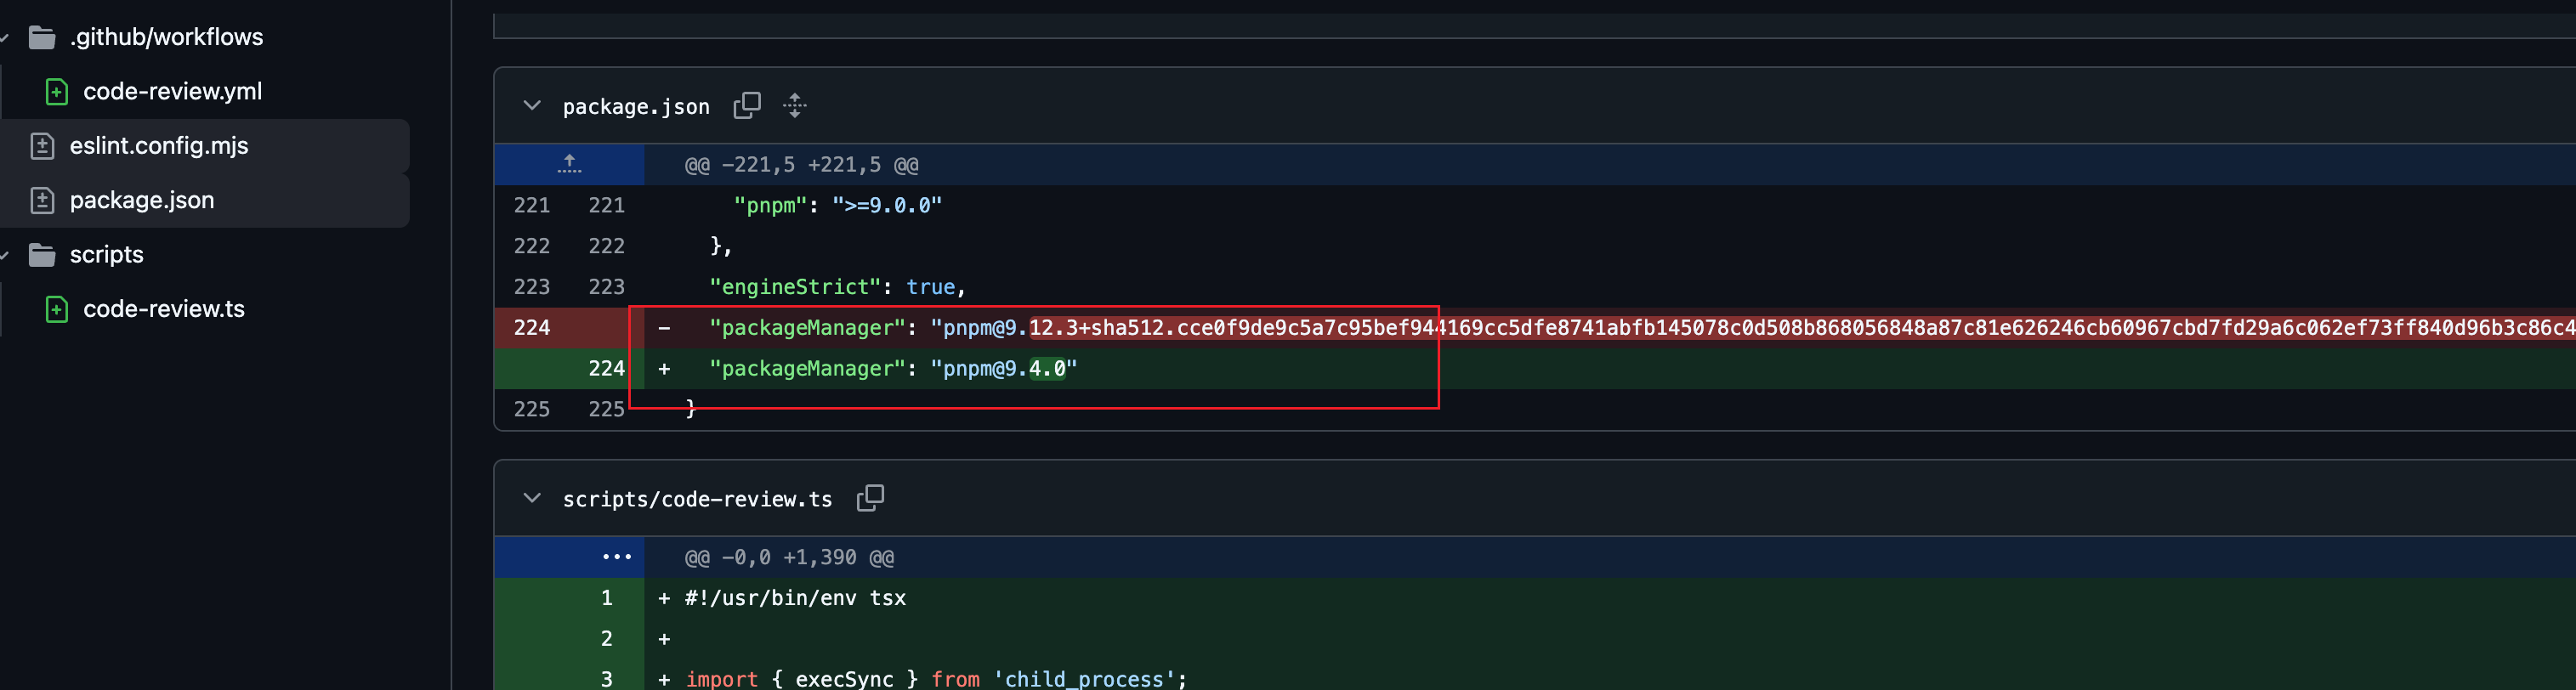 .github/workflows
code-review.yml
eslint.config.mjs
package.json
scripts
code-review.ts
package.json
@@ -221,5 +221,5 @@
221 221 "pnpm": ">=9.0.0"
222 222 },
223 223 "engineStrict": true,
224 - "packageManager": "pnpm@9.12.3+sha512.cce0f9de9c5a7c95bef944169cc5dfe8741abfb145078c0d508b868056848a87c81e626246cb60967cbd7fd29a6c062ef73ff840d96b3c86c4
224 + "packageManager": "pnpm@9.4.0"
225 225 }
scripts/code-review.ts
@@ -0,0 +1,390 @@
1 + #!/usr/bin/env tsx
2 +
3 + import { execSync } from 'child_process';